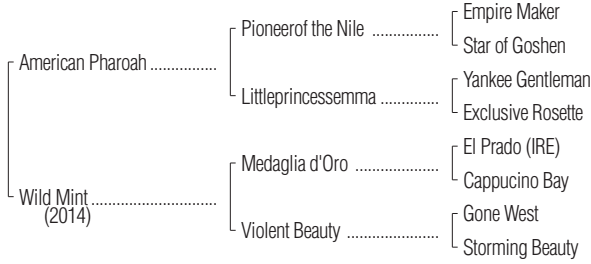 Empire Maker
Pioneerof the Nile ................
Star of Goshen
American Pharoah ................
Yankee Gentleman
Littleprincessemma ..............
Exclusive Rosette
El Prado (IRE)
Medaglia d'Oro ....................
Cappucino Bay
Wild Mint ..............................
(2014)
Gone West
Violent Beauty ......................
Storming Beauty